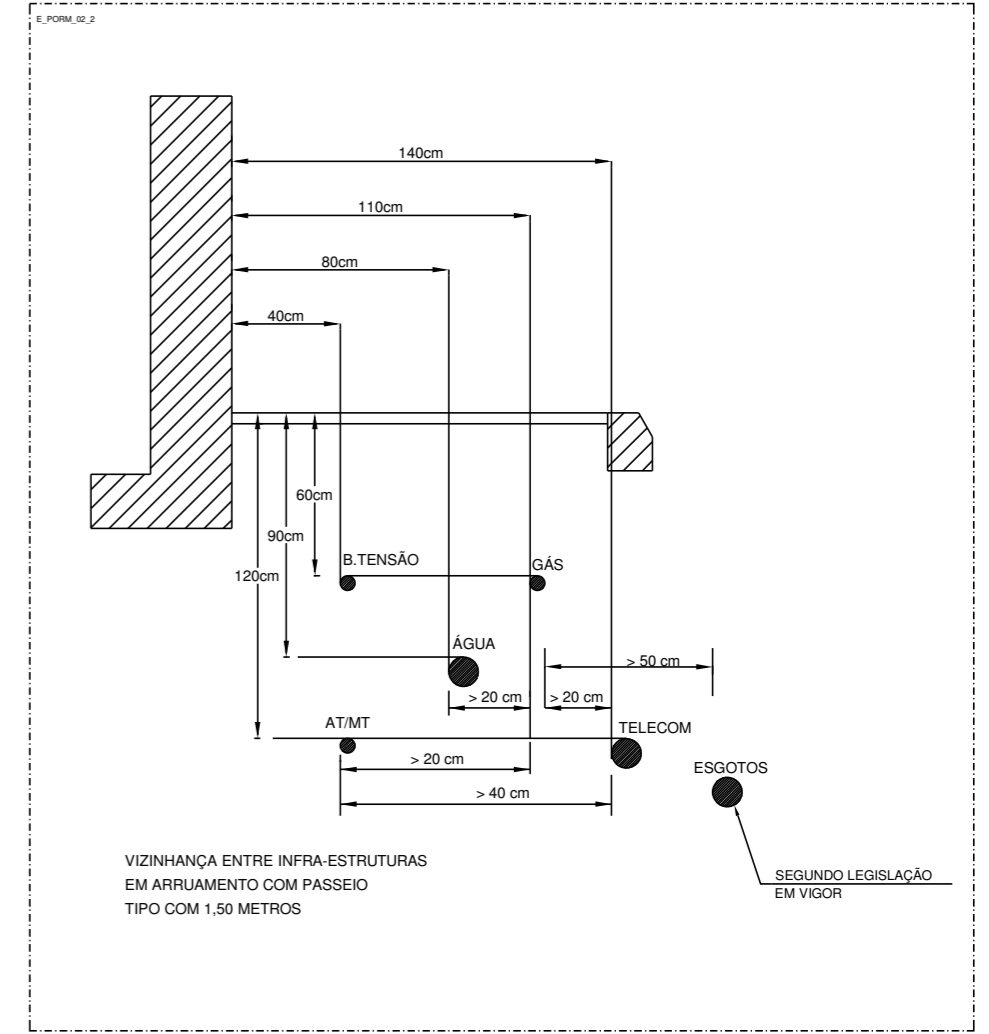 E_PORM_02_2
140cm
110cm
80cm
40cm
60cm
90cm
120cm
B.TENSÃO
GÁS
ÁGUA
> 50 cm
> 20 cm
> 20 cm
AT/MT
TELECOM
> 20 cm
ESGOTOS
> 40 cm
VIZINHANÇA ENTRE INFRA-ESTRUTURAS
EM ARRUAMENTO COM PASSEIO
TIPO COM 1,50 METROS
SEGUNDO LEGISLAÇÃO
EM VIGOR